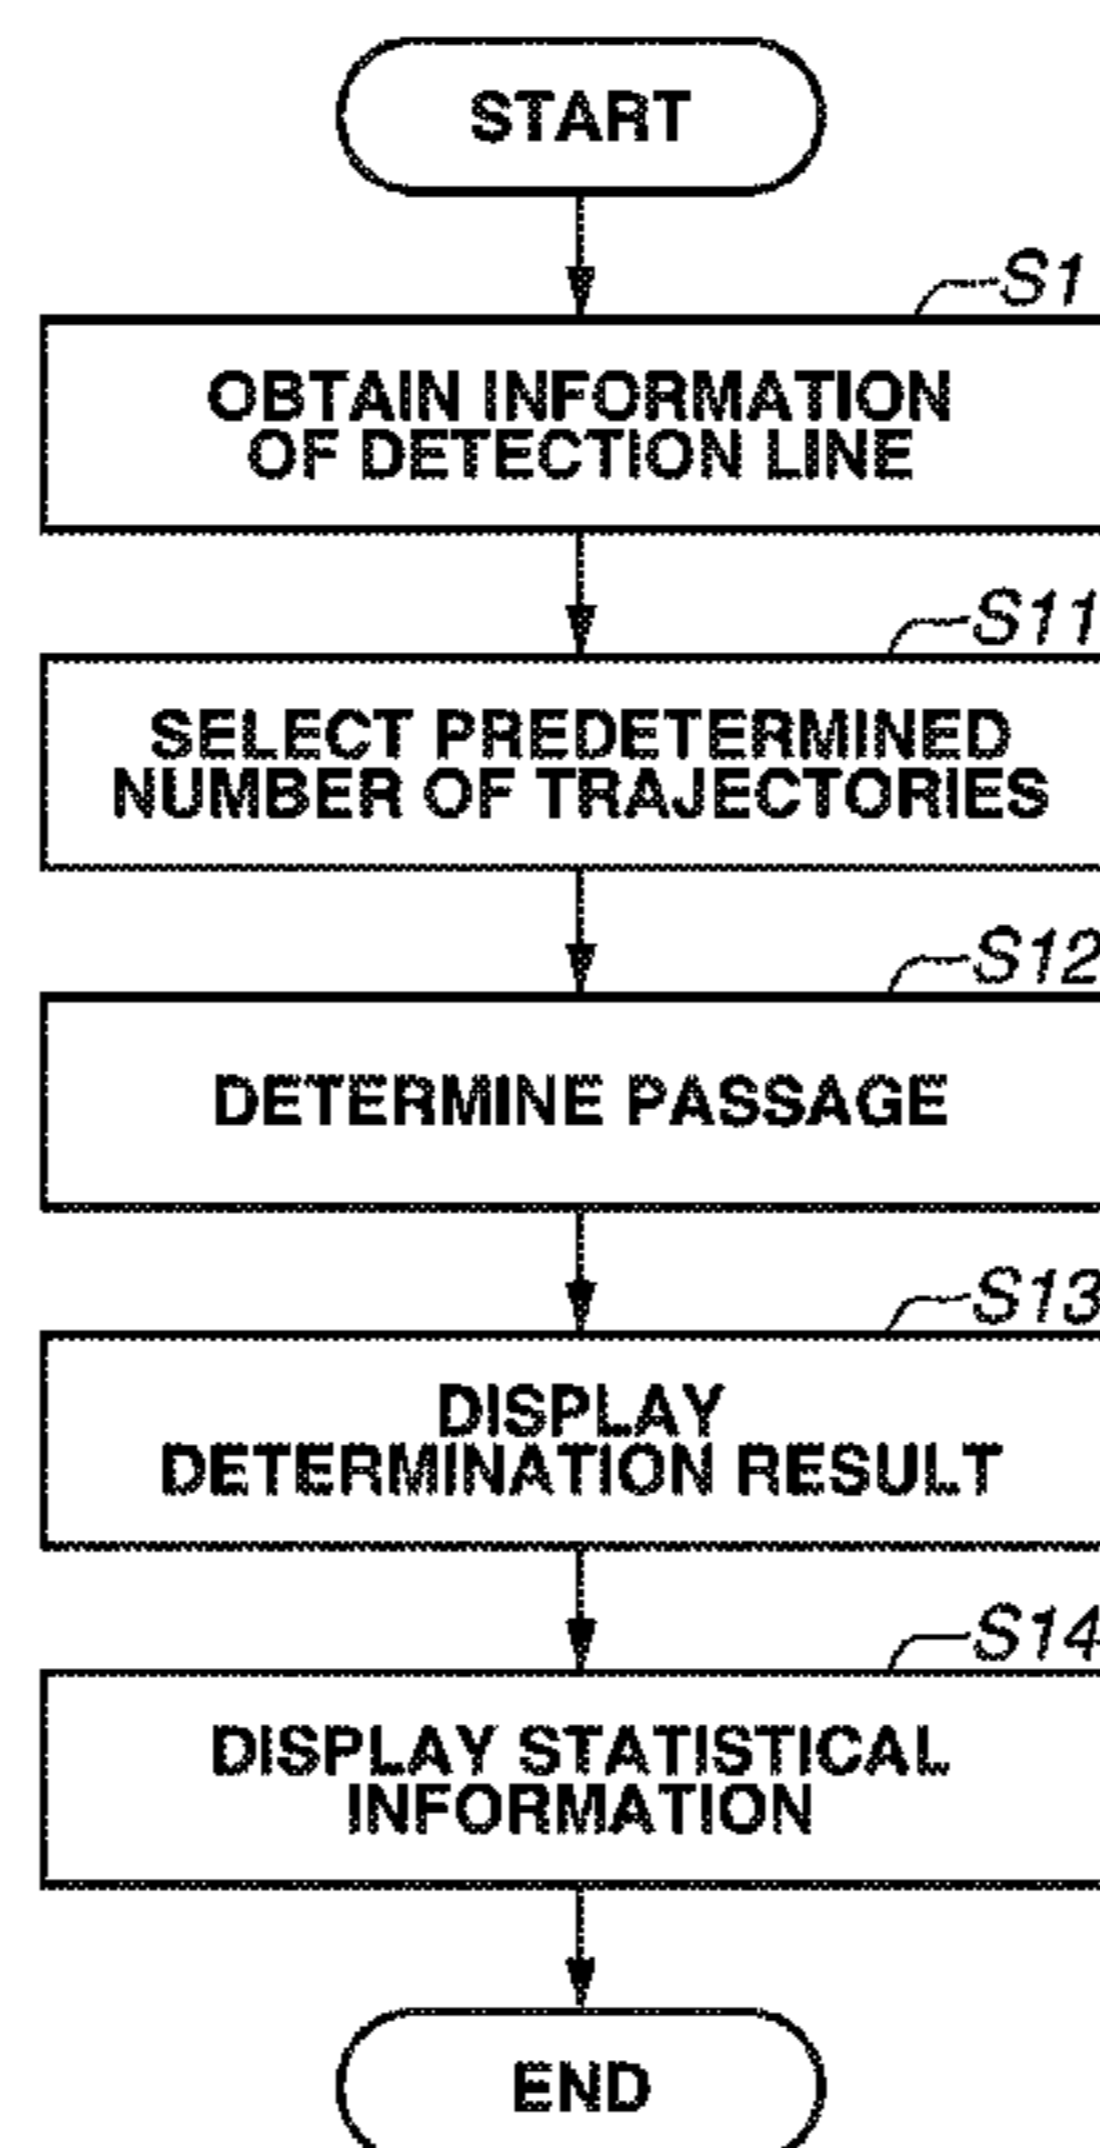 START
S1
OBTAIN INFORMATION
OF DETECTION LINE
S11
SELECT PREDETERMINED
NUMBER OF TRAJECTORIES
S12
DETERMINE PASSAGE
S13
DISPLAY
DETERMINATION RESULT
S14
DISPLAY STATISTICAL
INFORMATION
END